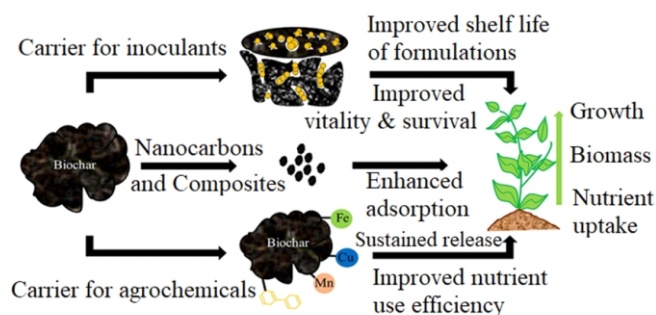 Carrier for inoculants
Improved shelf life
of formulations
Improved
vitality & survival
Biochar
Nanocarbons
and Composites
Enhanced
adsorption
Growth
Biomass
Nutrient
uptake
Carrier for agrochemicals
Biochar
Fe
Cu
Mn
Sustained release
Improved nutrient
use efficiency